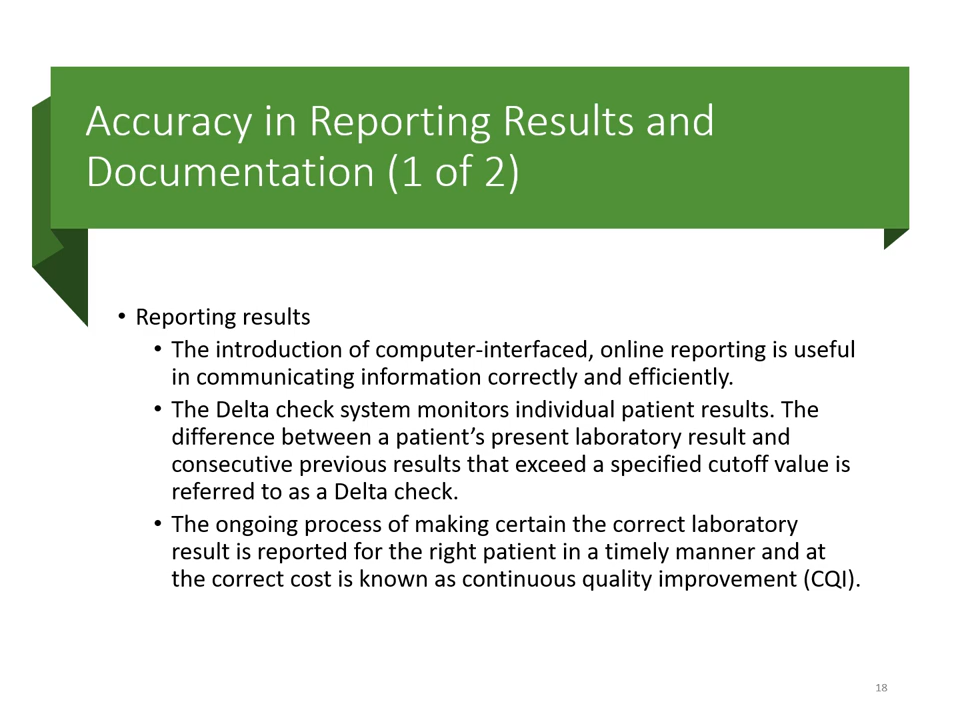 Accuracy in Reporting Results and
Documentation (1 of 2)
• Reporting results
• The introduction of computer-interfaced, online reporting is useful
in communicating information correctly and efficiently.
• The Delta check system monitors individual patient results. The
difference between a patient’s present laboratory result and
consecutive previous results that exceed a specified cutoff value is
referred to as a Delta check.
• The ongoing process of making certain the correct laboratory
result is reported for the right patient in a timely manner and at
the correct cost is known as continuous quality improvement (CQI).
18